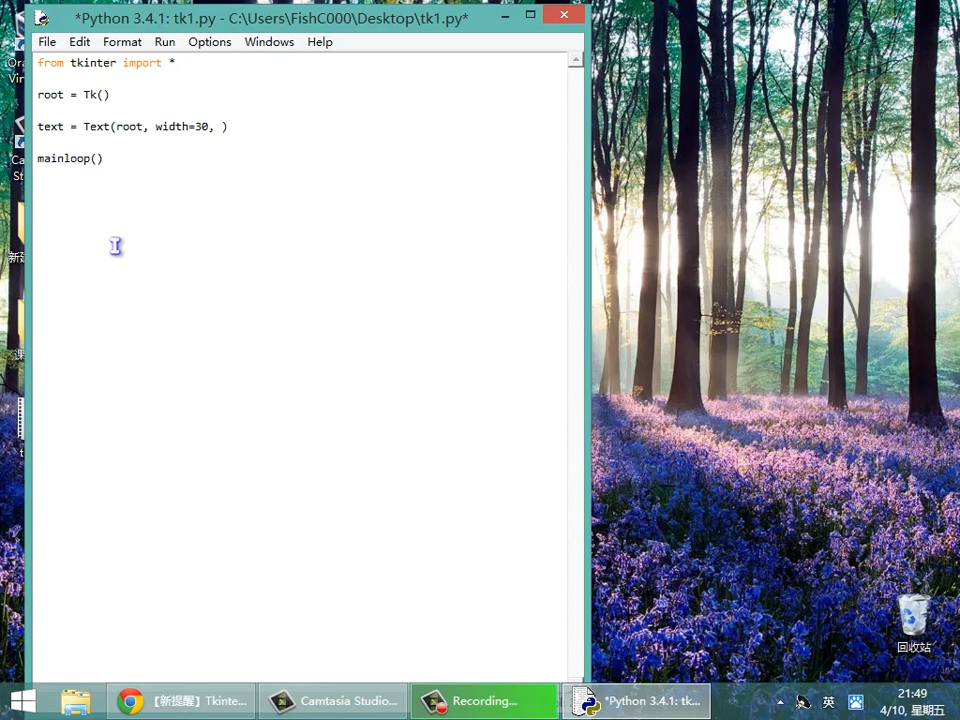 *Python 3.4.1: tk1.py - C:\Users\FishC000\Desktop\tk1.py*
File Edit Format Run Options Windows Help
from tkinter import *
root = Tk()
text = Text(root, width=30, )
mainloop()
回收站
【新提醒】Tkinte...
Camtasia Studio...
Recording...
*Python 3.4.1: tk...
英
21:49
4/10, 星期五